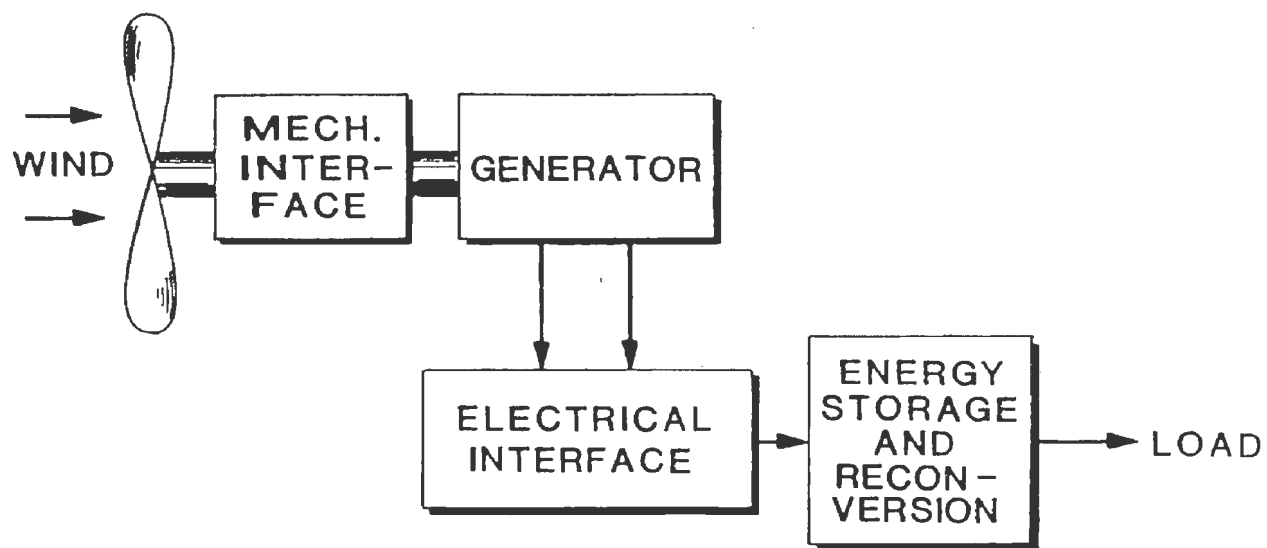 WIND
MECH.
INTER-
FACE
GENERATOR
ELECTRICAL
INTERFACE
ENERGY
STORAGE
AND
RECON-
VERSION
LOAD